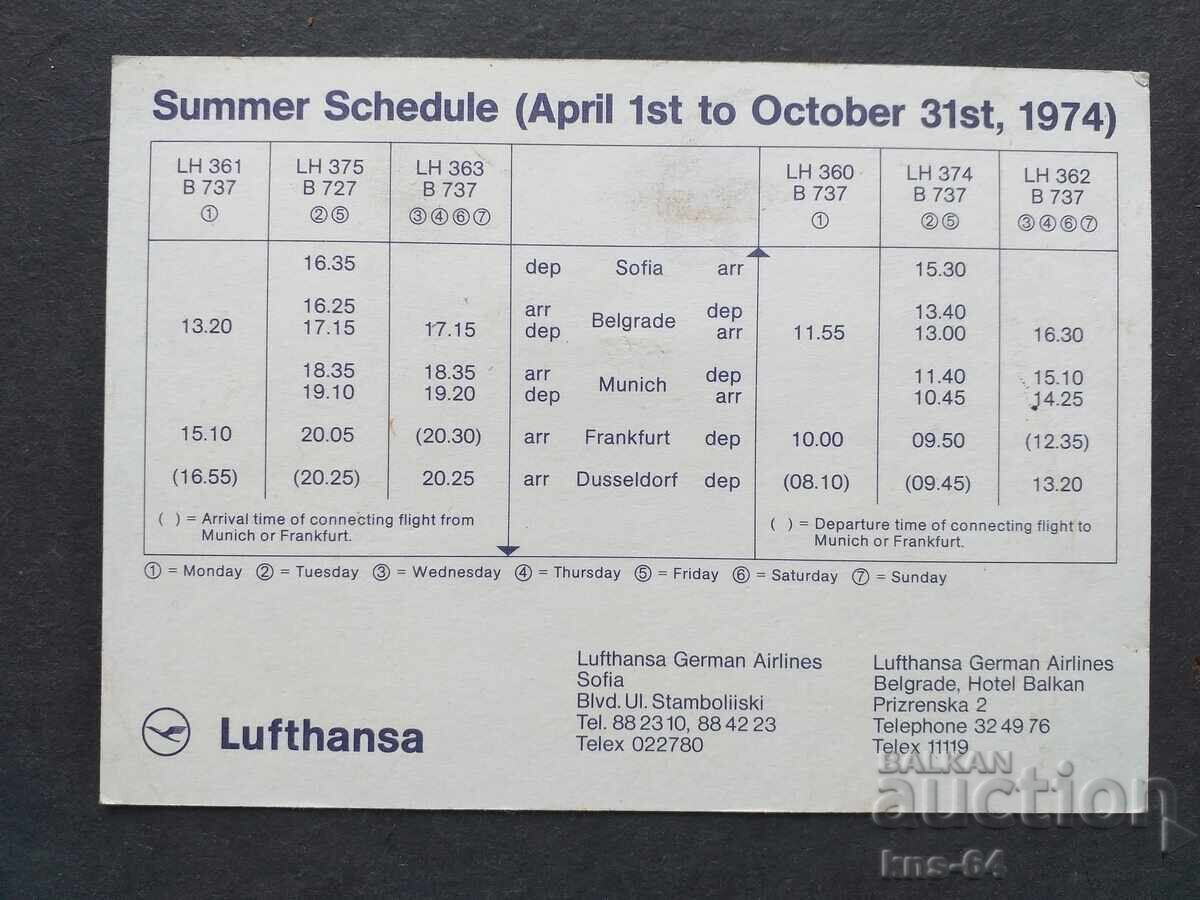 Summer Schedule (April 1st to October 31st, 1974)
LH 361 LH 375 LH 363 LH 360 LH 374 LH 362
B 737 B 727 B 737 B 737 B 737 B 737
① ②⑤ ③④⑥⑦ ① ②⑤ ③④⑥⑦
16.35 dep Sofia arr 15.30
16.25 arr Belgrade dep 13.40
13.20 17.15 17.15 dep arr 11.55 13.00 16.30
18.35 18.35 arr Munich dep 11.40 15.10
19.10 19.20 dep arr 10.45 14.25
15.10 20.05 (20.30) arr Frankfurt dep 10.00 09.50 (12.35)
(16.55) (20.25) 20.25 arr Dusseldorf dep (08.10) (09.45) 13.20
( ) = Arrival time of connecting flight from
Munich or Frankfurt.
( ) = Departure time of connecting flight to
Munich or Frankfurt.
① = Monday ② = Tuesday ③ = Wednesday ④ = Thursday ⑤ = Friday ⑥ = Saturday ⑦ = Sunday
Lufthansa
Lufthansa German Airlines
Sofia
Blvd. Ul. Stamboliiski
Tel. 88 23 10, 88 42 23
Telex 022780
Lufthansa German Airlines
Belgrade, Hotel Balkan
Prizrenska 2
Telephone 32 49 76
Telex 11119
BALKAN
auction
kns-64